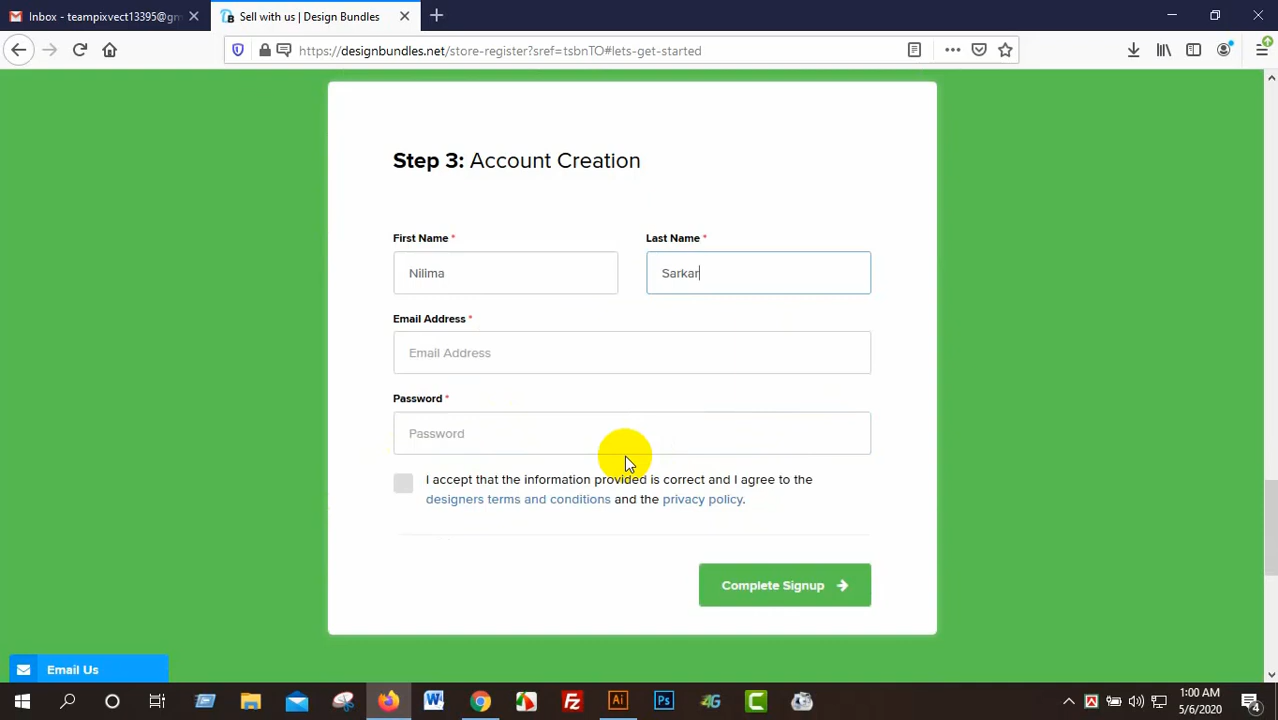 Inbox - teampixvect13395@gm
Sell with us | Design Bundles
https://designbundles.net/store-register?sref=tsbnTO#lets-get-started
Step 3: Account Creation
First Name *
Last Name *
Nilima
Sarkar
Email Address *
Email Address
Password *
Password
I accept that the information provided is correct and I agree to the
designers terms and conditions and the privacy policy.
Complete Signup
Email Us
1:00 AM
5/6/2020
4